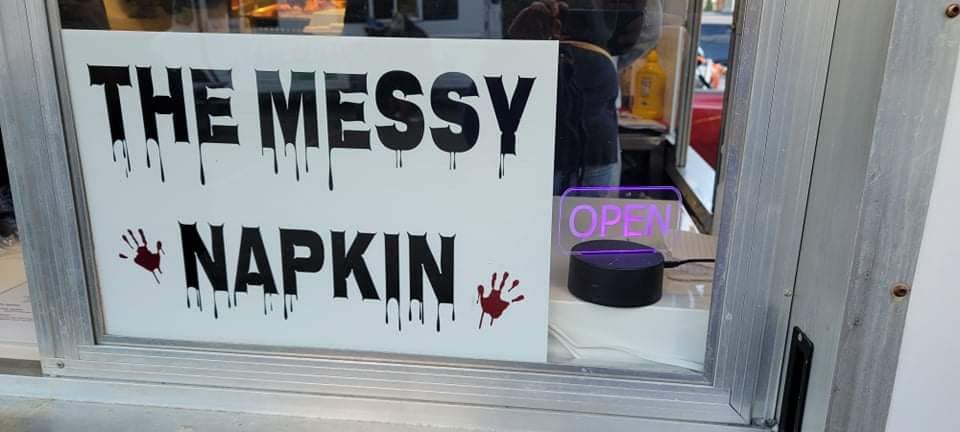 THE MESSY
NAPKIN
OPEN